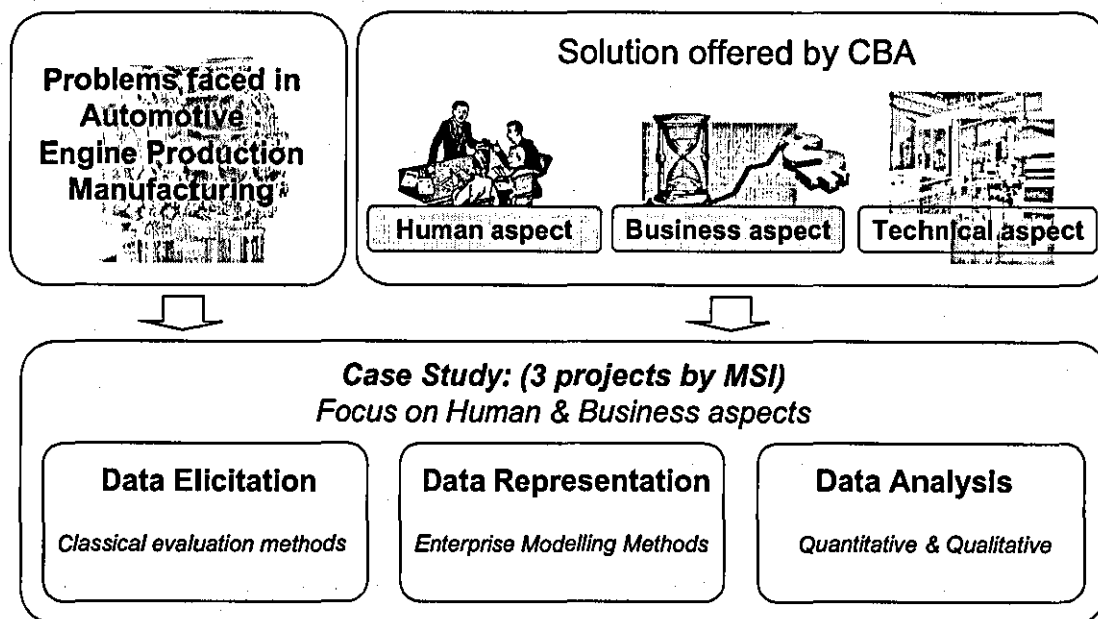 Problems faced in
Automotive
Engine Production
Manufacturing
Solution offered by CBA
Human aspect
Business aspect
Technical aspect
Case Study: (3 projects by MSI)
Focus on Human & Business aspects
Data Elicitation
Classical evaluation methods
Data Representation
Enterprise Modelling Methods
Data Analysis
Quantitative & Qualitative